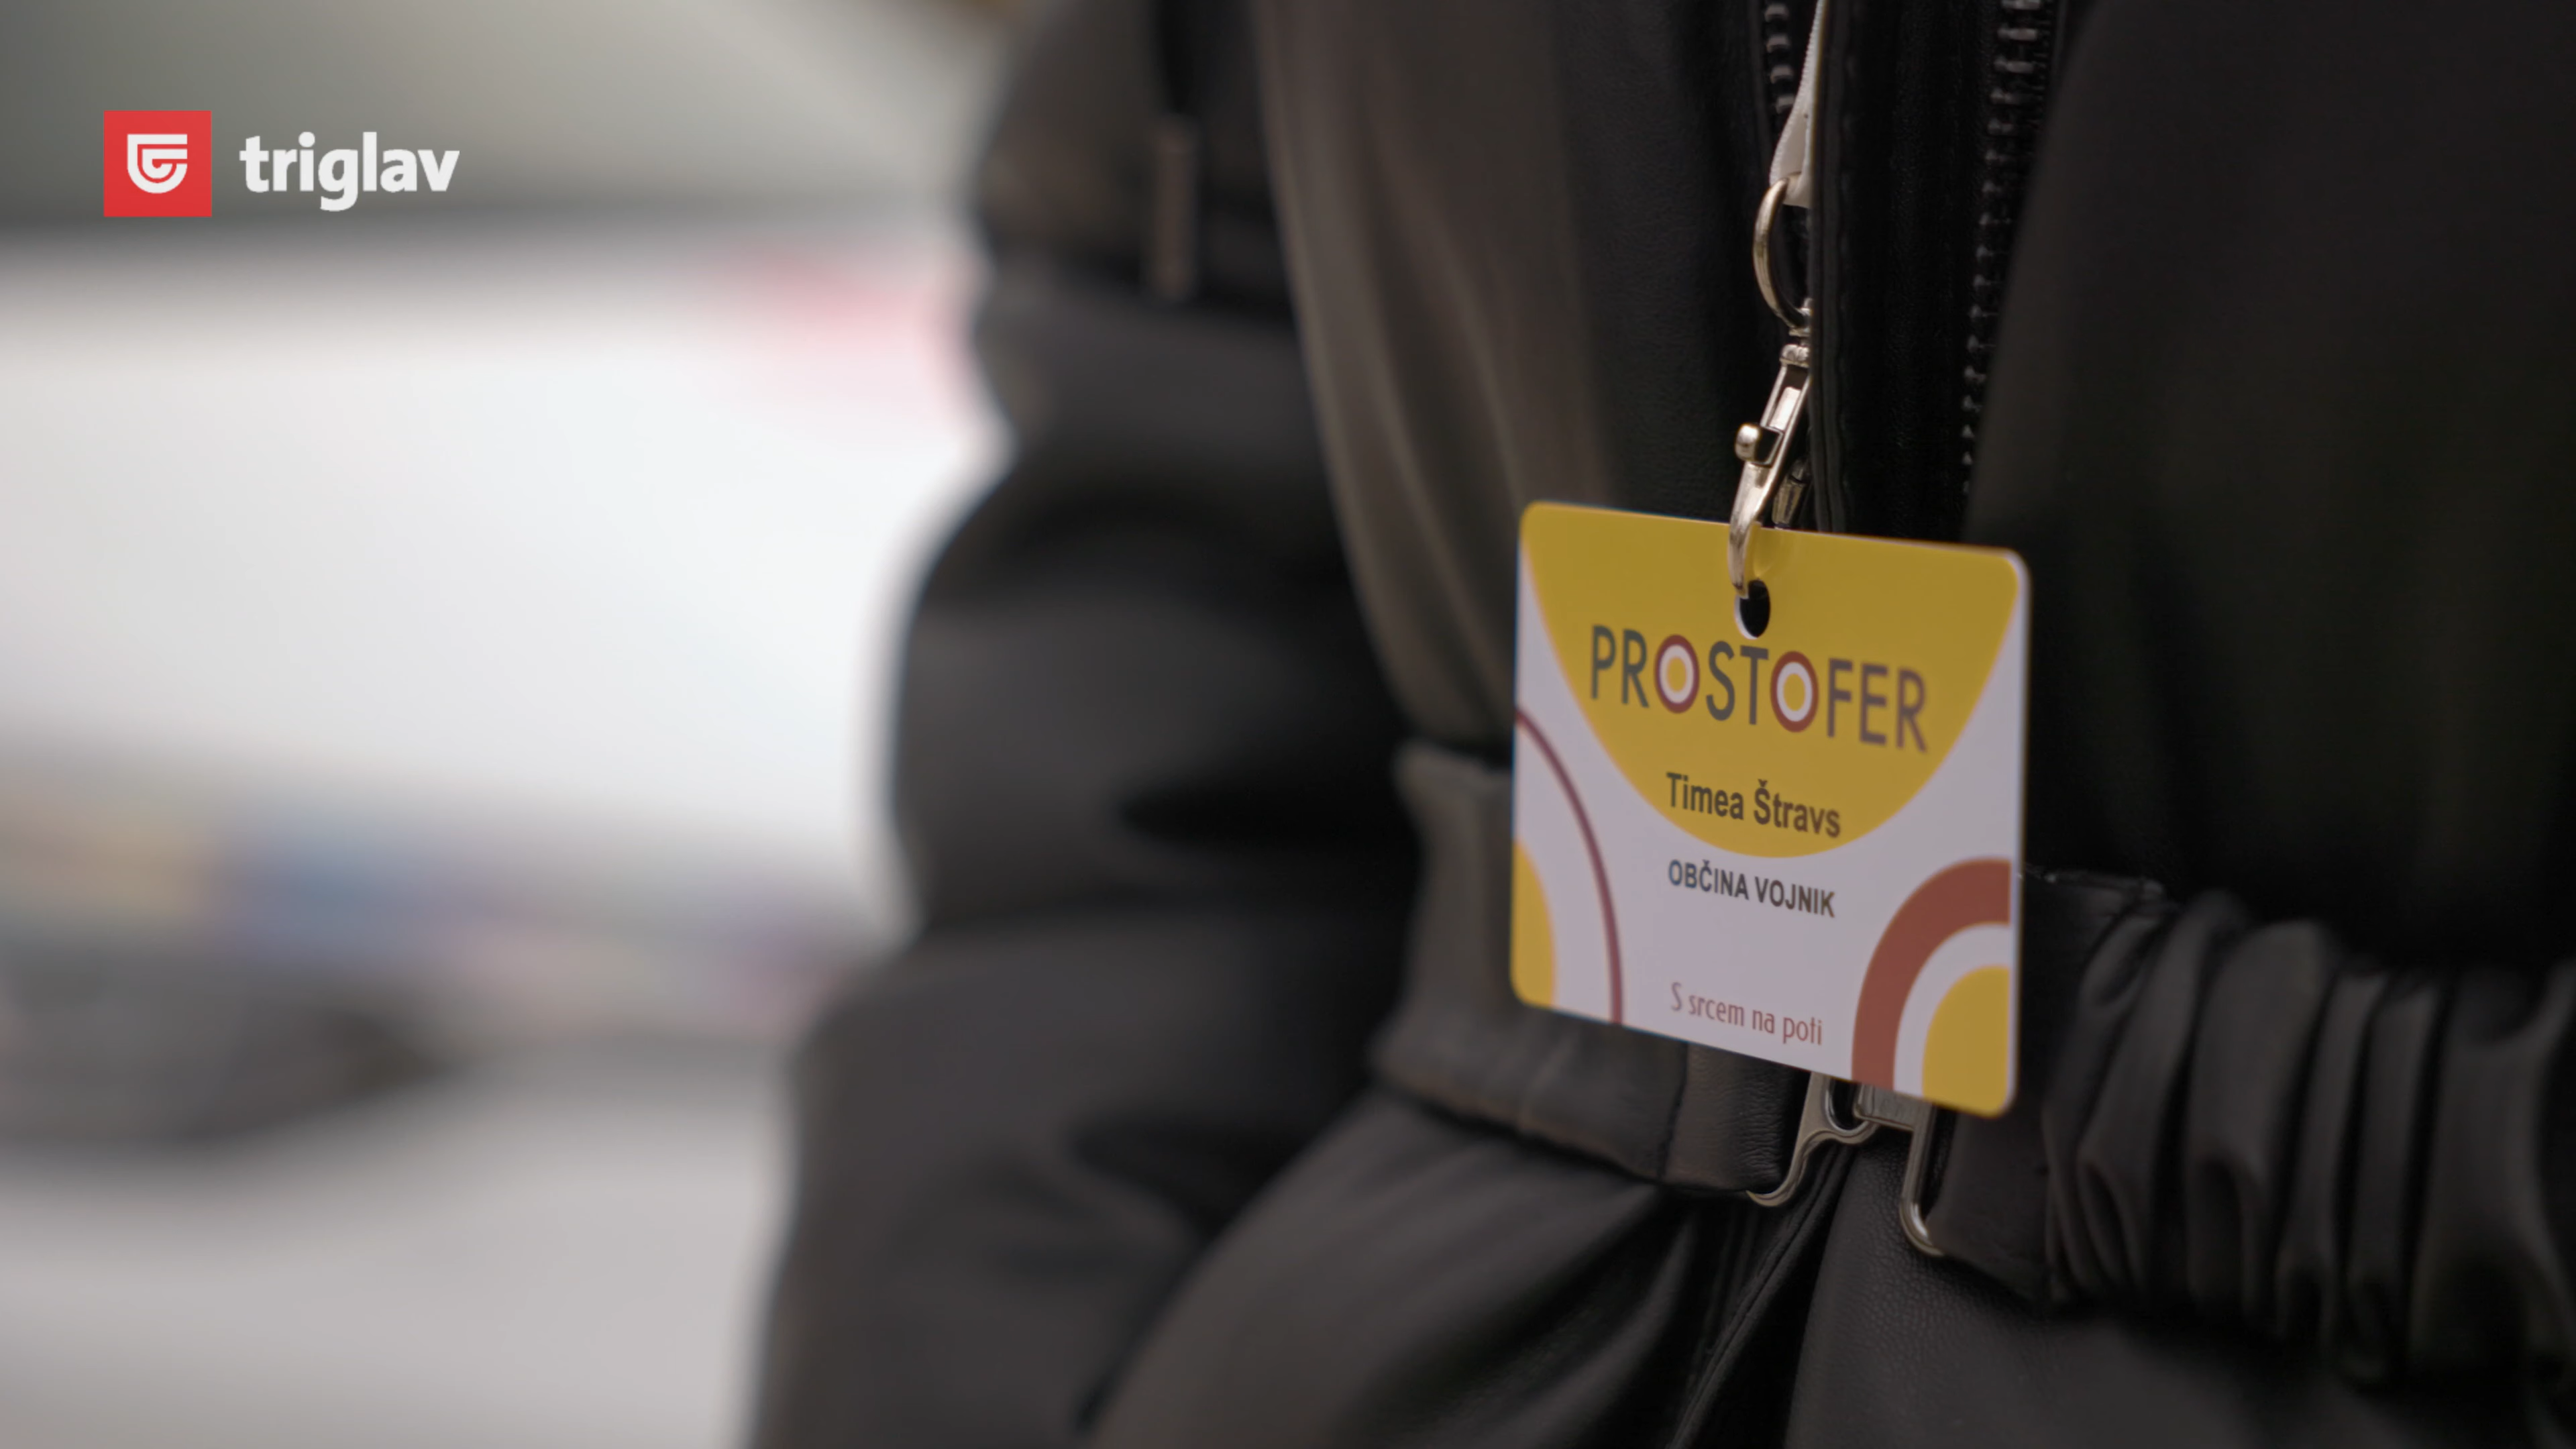 triglav
PROSTOFER
Timea Štravs
OBČINA VOJNIK
S srcem na poti